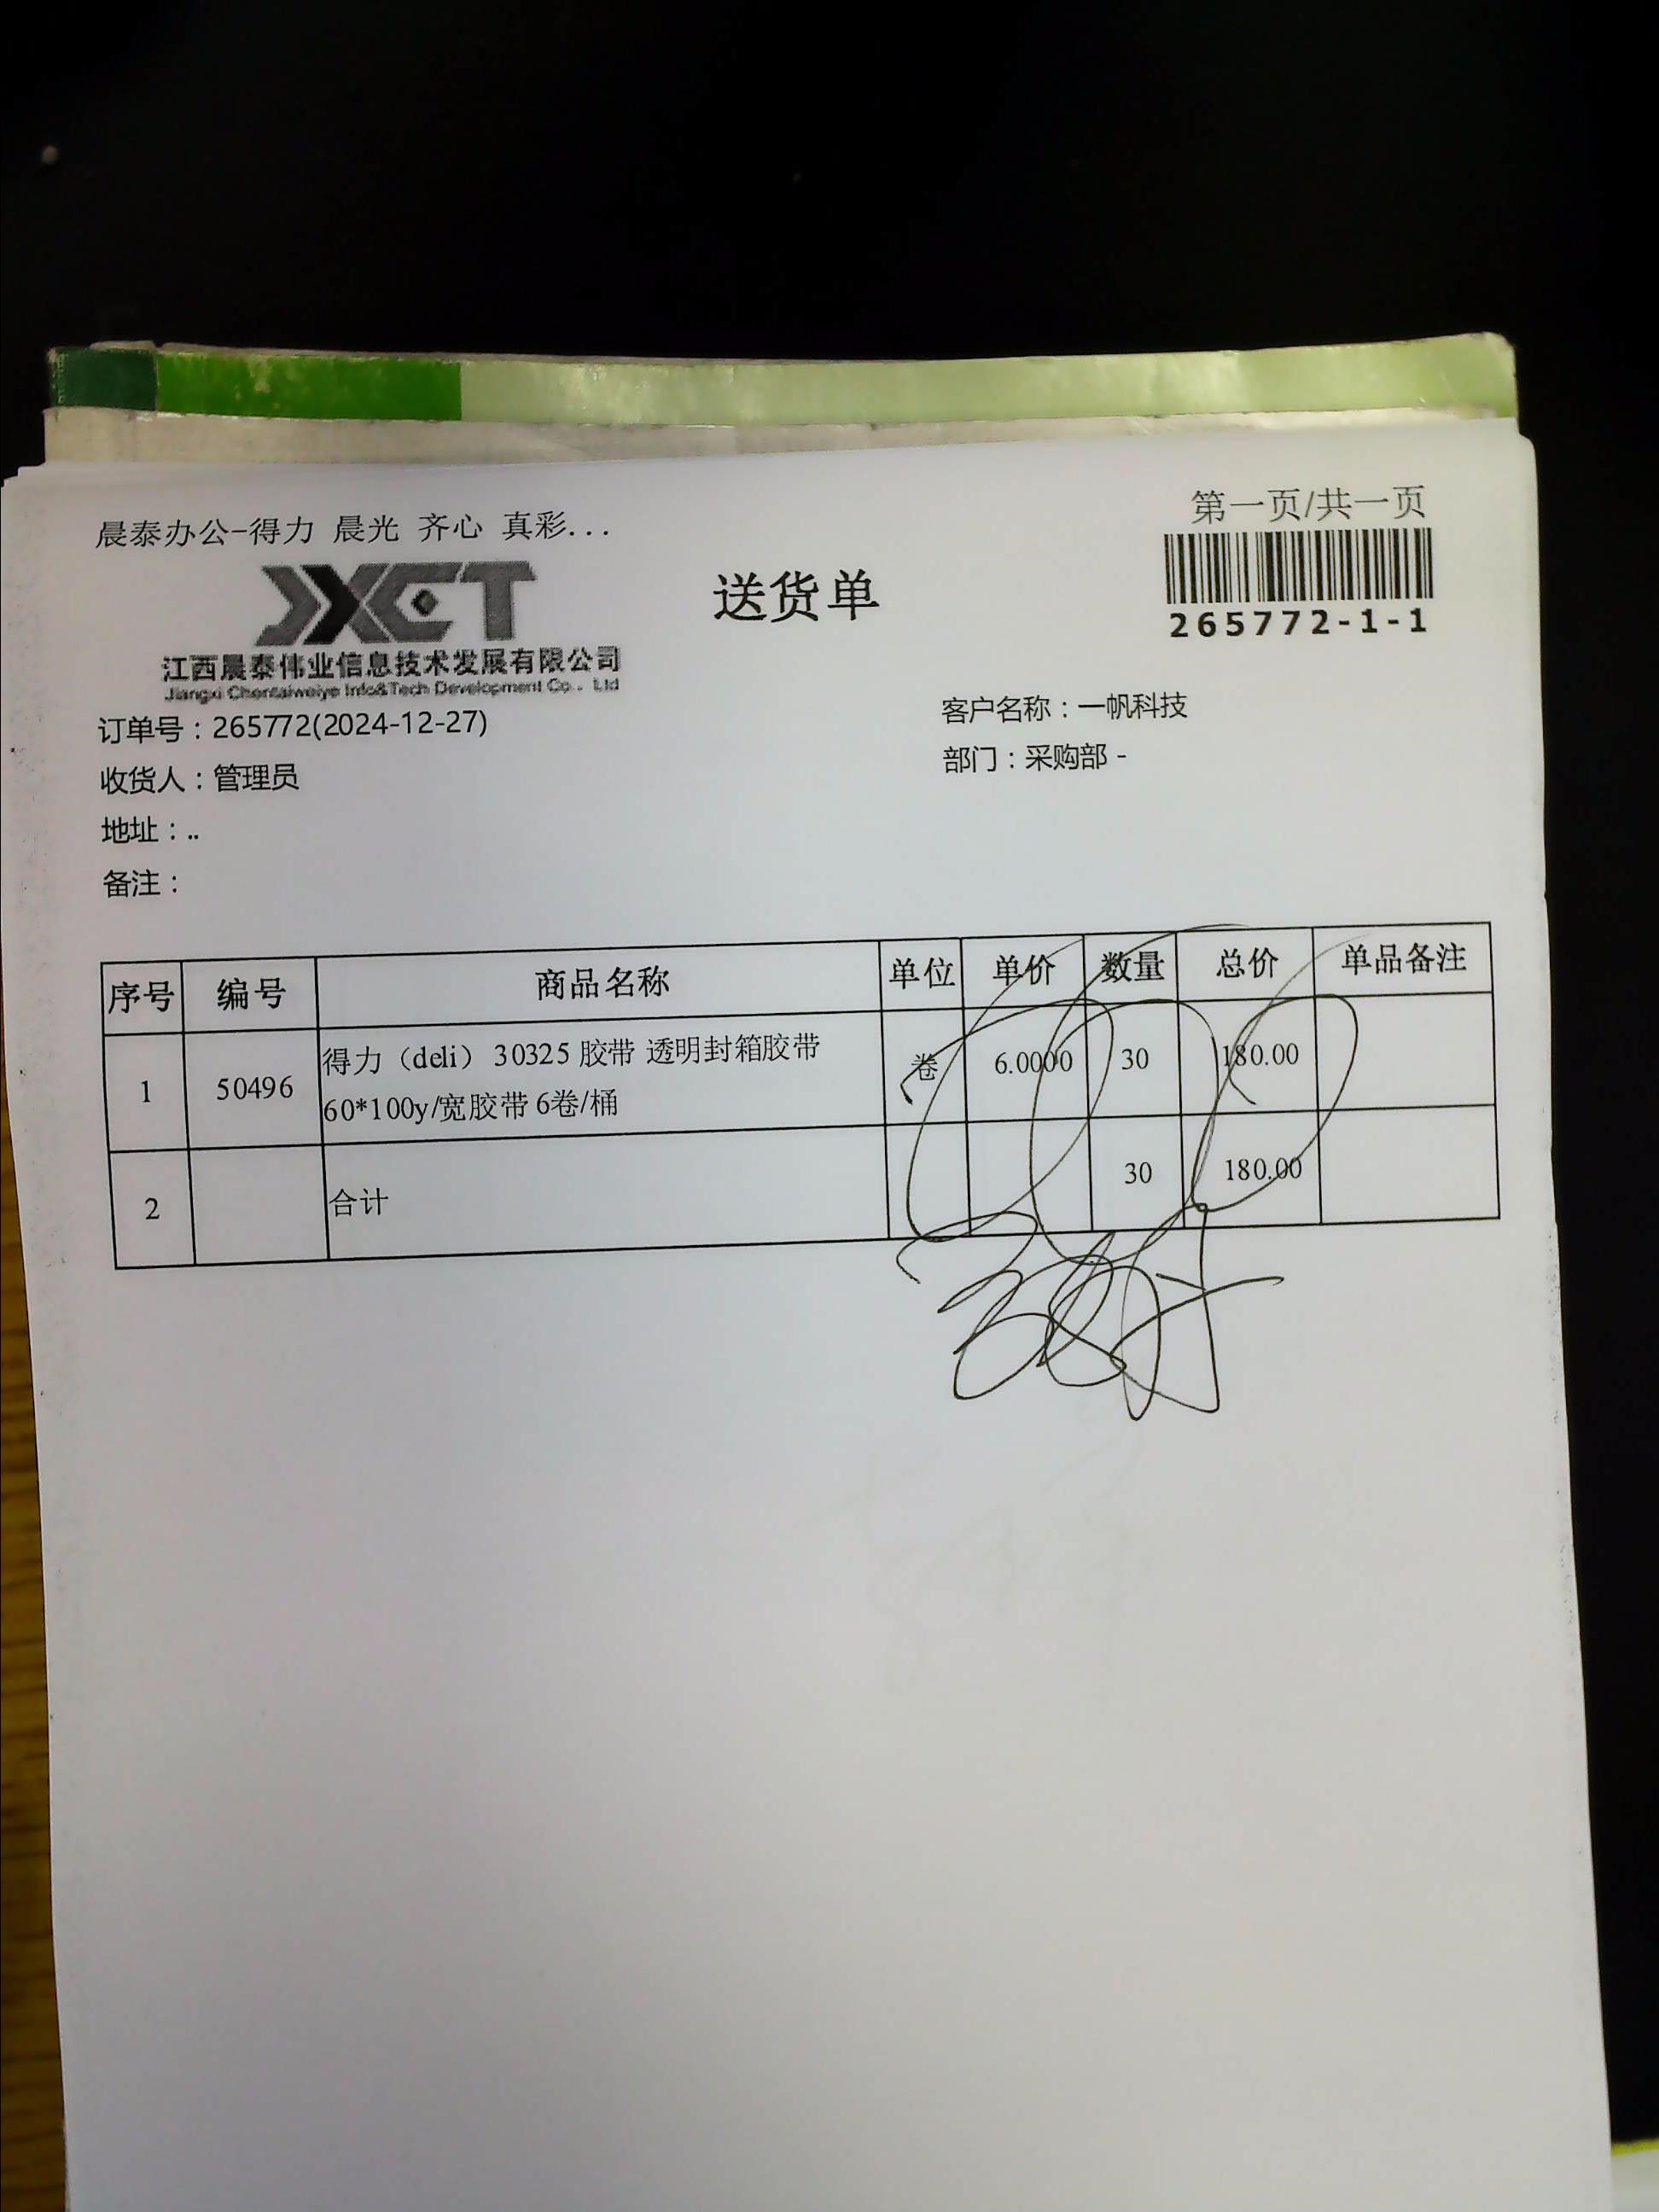 第一页/共一页
晨泰办公-得力 晨光 齐心 真彩...
JXCT
送货单
265772-1-1
江西晨泰伟业信息技术发展有限公司
Jiangxi Chentaiweiye Info&Tech Development Co.. Ltd
订单号：265772(2024-12-27)
客户名称：一帆科技
收货人：管理员
部门：采购部 -
地址：..
备注：
序号 编号 商品名称 单位 单价 数量 总价 单品备注
1 50496 得力（deli） 30325 胶带 透明封箱胶带 卷 6.0000 30 180.00
60*100y/宽胶带 6卷/桶
2 合计 30 180.00